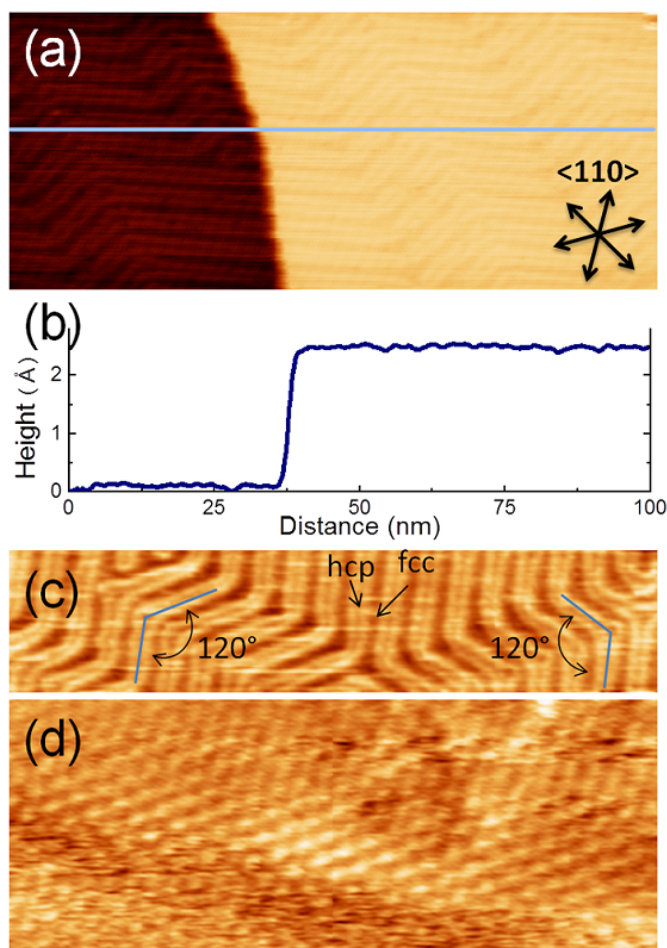 (a)
<110>
(b)
Height (Å)
2
1
0
0 25 50 75 100
Distance (nm)
(c)
hcp fcc
120° 120°
(d)